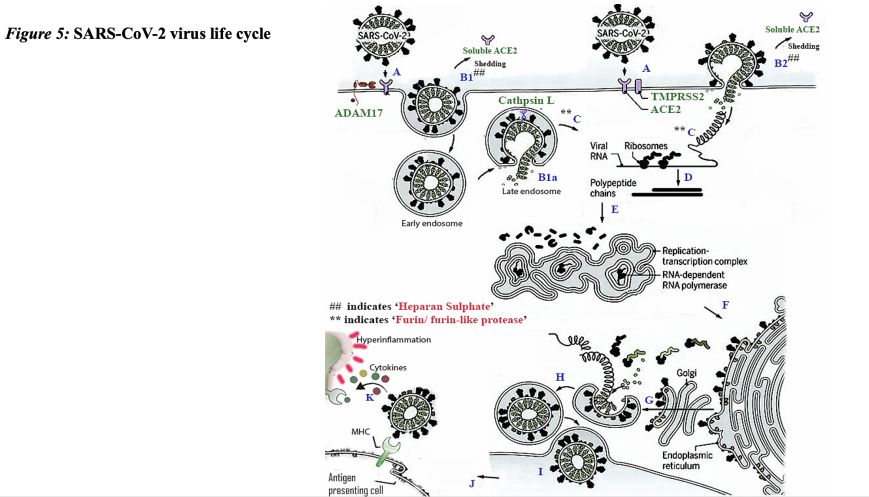 Figure 5: SARS-CoV-2 virus life cycle
SARS-CoV-2
SARS-CoV-2
Soluble ACE2
Shedding
##
Soluble ACE2
Shedding
##
A
B1
A
B2
ADAM17
Cathpsin L
X
** C
TMPRSS2
ACE2
** C
Viral
RNA
Ribosomes
B1a
Late endosome
D
Polypeptide
chains
E
Early endosome
Replication-
transcription complex
RNA-dependent
RNA polymerase
F
## indicates ‘Heparan Sulphate’
** indicates ‘Furin/ furin-like protease’
Hyperinflammation
Cytokines
K
H
Golgi
G
MHC
Endoplasmic
reticulum
I
J
Antigen
presenting cell